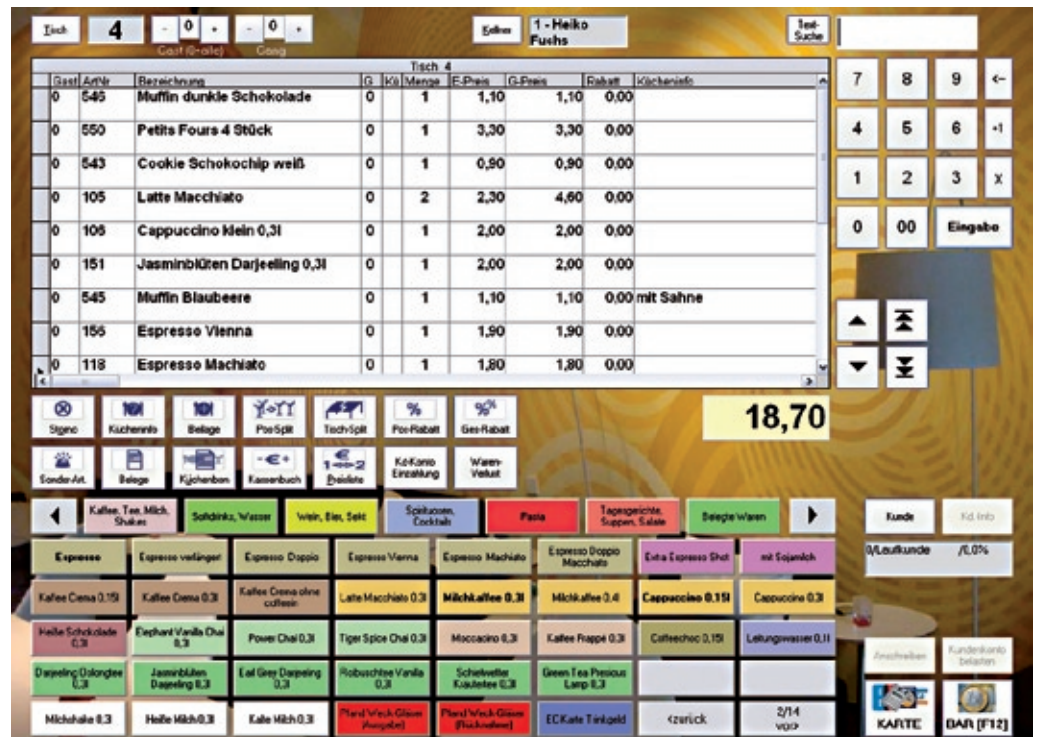 Tisch 4 - 0 + - 0 + Kellner 1 - Heiko Fuchs Text-Suche
Gast (0=alle) Gang
Tisch 4
Gast ArtNr Bezeichnung G Kü Menge E-Preis G-Preis Rabatt Kücheninfo
0 546 Muffin dunkle Schokolade 0 1 1,10 1,10 0,00
0 550 Petits Fours 4 Stück 0 1 3,30 3,30 0,00
0 543 Cookie Schokochip weiß 0 1 0,90 0,90 0,00
0 105 Latte Macchiato 0 2 2,30 4,60 0,00
0 106 Cappuccino klein 0,3l 0 1 2,00 2,00 0,00
0 151 Jasminblüten Darjeeling 0,3l 0 1 2,00 2,00 0,00
0 545 Muffin Blaubeere 0 1 1,10 1,10 0,00 mit Sahne
0 156 Espresso Vienna 0 1 1,90 1,90 0,00
0 118 Espresso Machiato 0 1 1,80 1,80 0,00
7 8 9 <-
4 5 6 +1
1 2 3 X
0 00 Eingabe
18,70
Storno Kücheninfo Beilage Pos-Split Tisch-Split Pos-Rabatt Ges-Rabatt
Sonder-Art. Belege Küchenbon Kassenbuch Preisliste Kd-Konto Einzahlung Waren-Verlust
Kaffee, Tee, Milch, Shakes Softdrinks, Wasser Wein, Bier, Sekt Spirituosen, Cocktails Pasta Tagesgerichte, Suppen, Salate Belegte Waren
Kunde Kd.-Info
0/Laufkunde /0,0%
Espresso Espresso verlängert Espresso Doppio Espresso Vienna Espresso Machiato Espresso Doppio Macchiato Extra Espresso Shot mit Sojamilch
Kaffee Crema 0,15l Kaffee Crema 0,3l Kaffee Crema ohne coffein Latte Macchiato 0,3l Milchkaffee 0,3l Milchkaffee 0,4l Cappuccino 0,15l Cappuccino 0,3l
Heiße Schokolade 0,3l Elephant Vanilla Chai 0,3 Power Chai 0,3l Tiger Spice Chai 0,3l Moccacino 0,3l Kaffee Frappé 0,3l Coffeechoc 0,15l Leitungswasser 0,1l
Darjeeling Oolongtee 0,3 Jasminblüten Darjeeling 0,3 Earl Grey Darjeeling 0,3 Robuschtee Vanilla 0,3l Schietwetter Kräutertee 0,3l Green Tea Precious Lamp 0,3
Milchshake 0,3 Heiße Milch 0,3l Kalte Milch 0,3l Pfand Weck-Gläser (Ausgabe) Pfand Weck-Gläser (Rücknahme) EC Karte Trinkgeld <zurück 2/14 vor>
Anschreiben Kundenkonto belasten
KARTE BAR [F12]